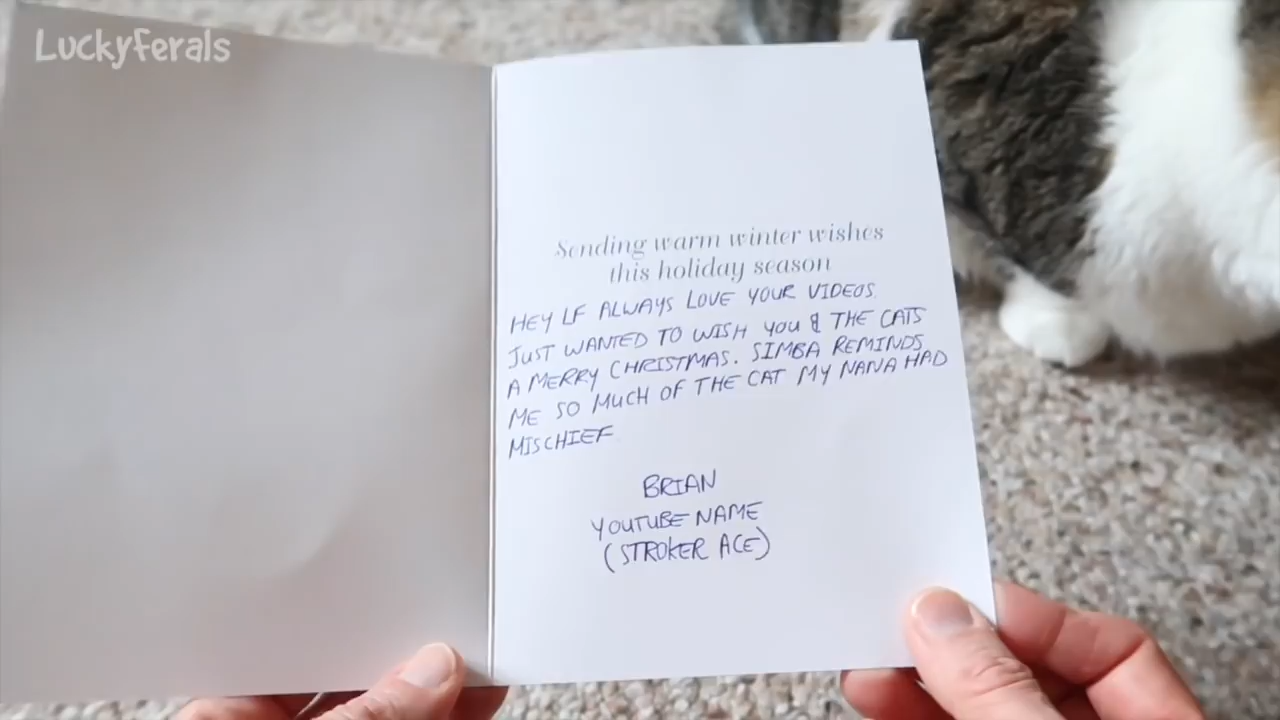 LuckyFerals
Sending warm winter wishes
this holiday season
HEY LF ALWAYS LOVE YOUR VIDEOS.
JUST WANTED TO WISH YOU & THE CATS
A MERRY CHRISTMAS. SIMBA REMINDS
ME SO MUCH OF THE CAT MY NANA HAD
MISCHIEF
BRIAN
YOUTUBE NAME
(STROKER ACE)